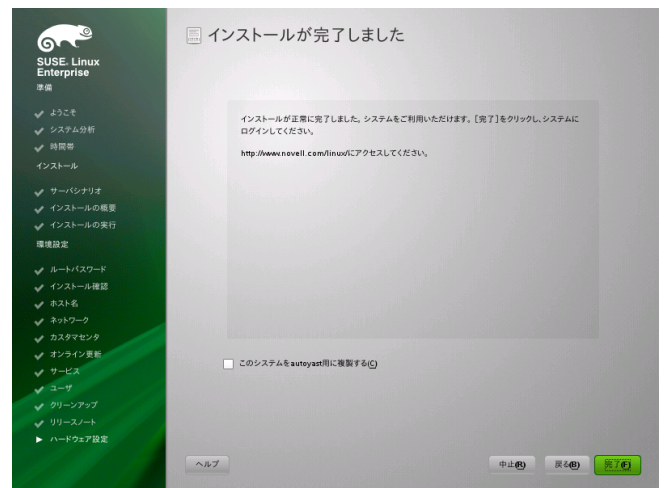 SUSE. Linux
Enterprise
準備
ようこそ
システム分析
時間帯
インストール
サーバシナリオ
インストールの概要
インストールの実行
環境設定
ルートパスワード
インストール確認
ホスト名
ネットワーク
カスタマセンタ
オンライン更新
サービス
ユーザ
クリーンアップ
リリースノート
ハードウェア設定
インストールが完了しました
インストールが正常に完了しました。システムをご利用いただけます。[完了]をクリックし、システムに
ログインしてください。
http://www.novell.com/linux/にアクセスしてください。
このシステムをautoyast用に複製する(C)
ヘルプ
中止(R)
戻る(B)
完了(F)